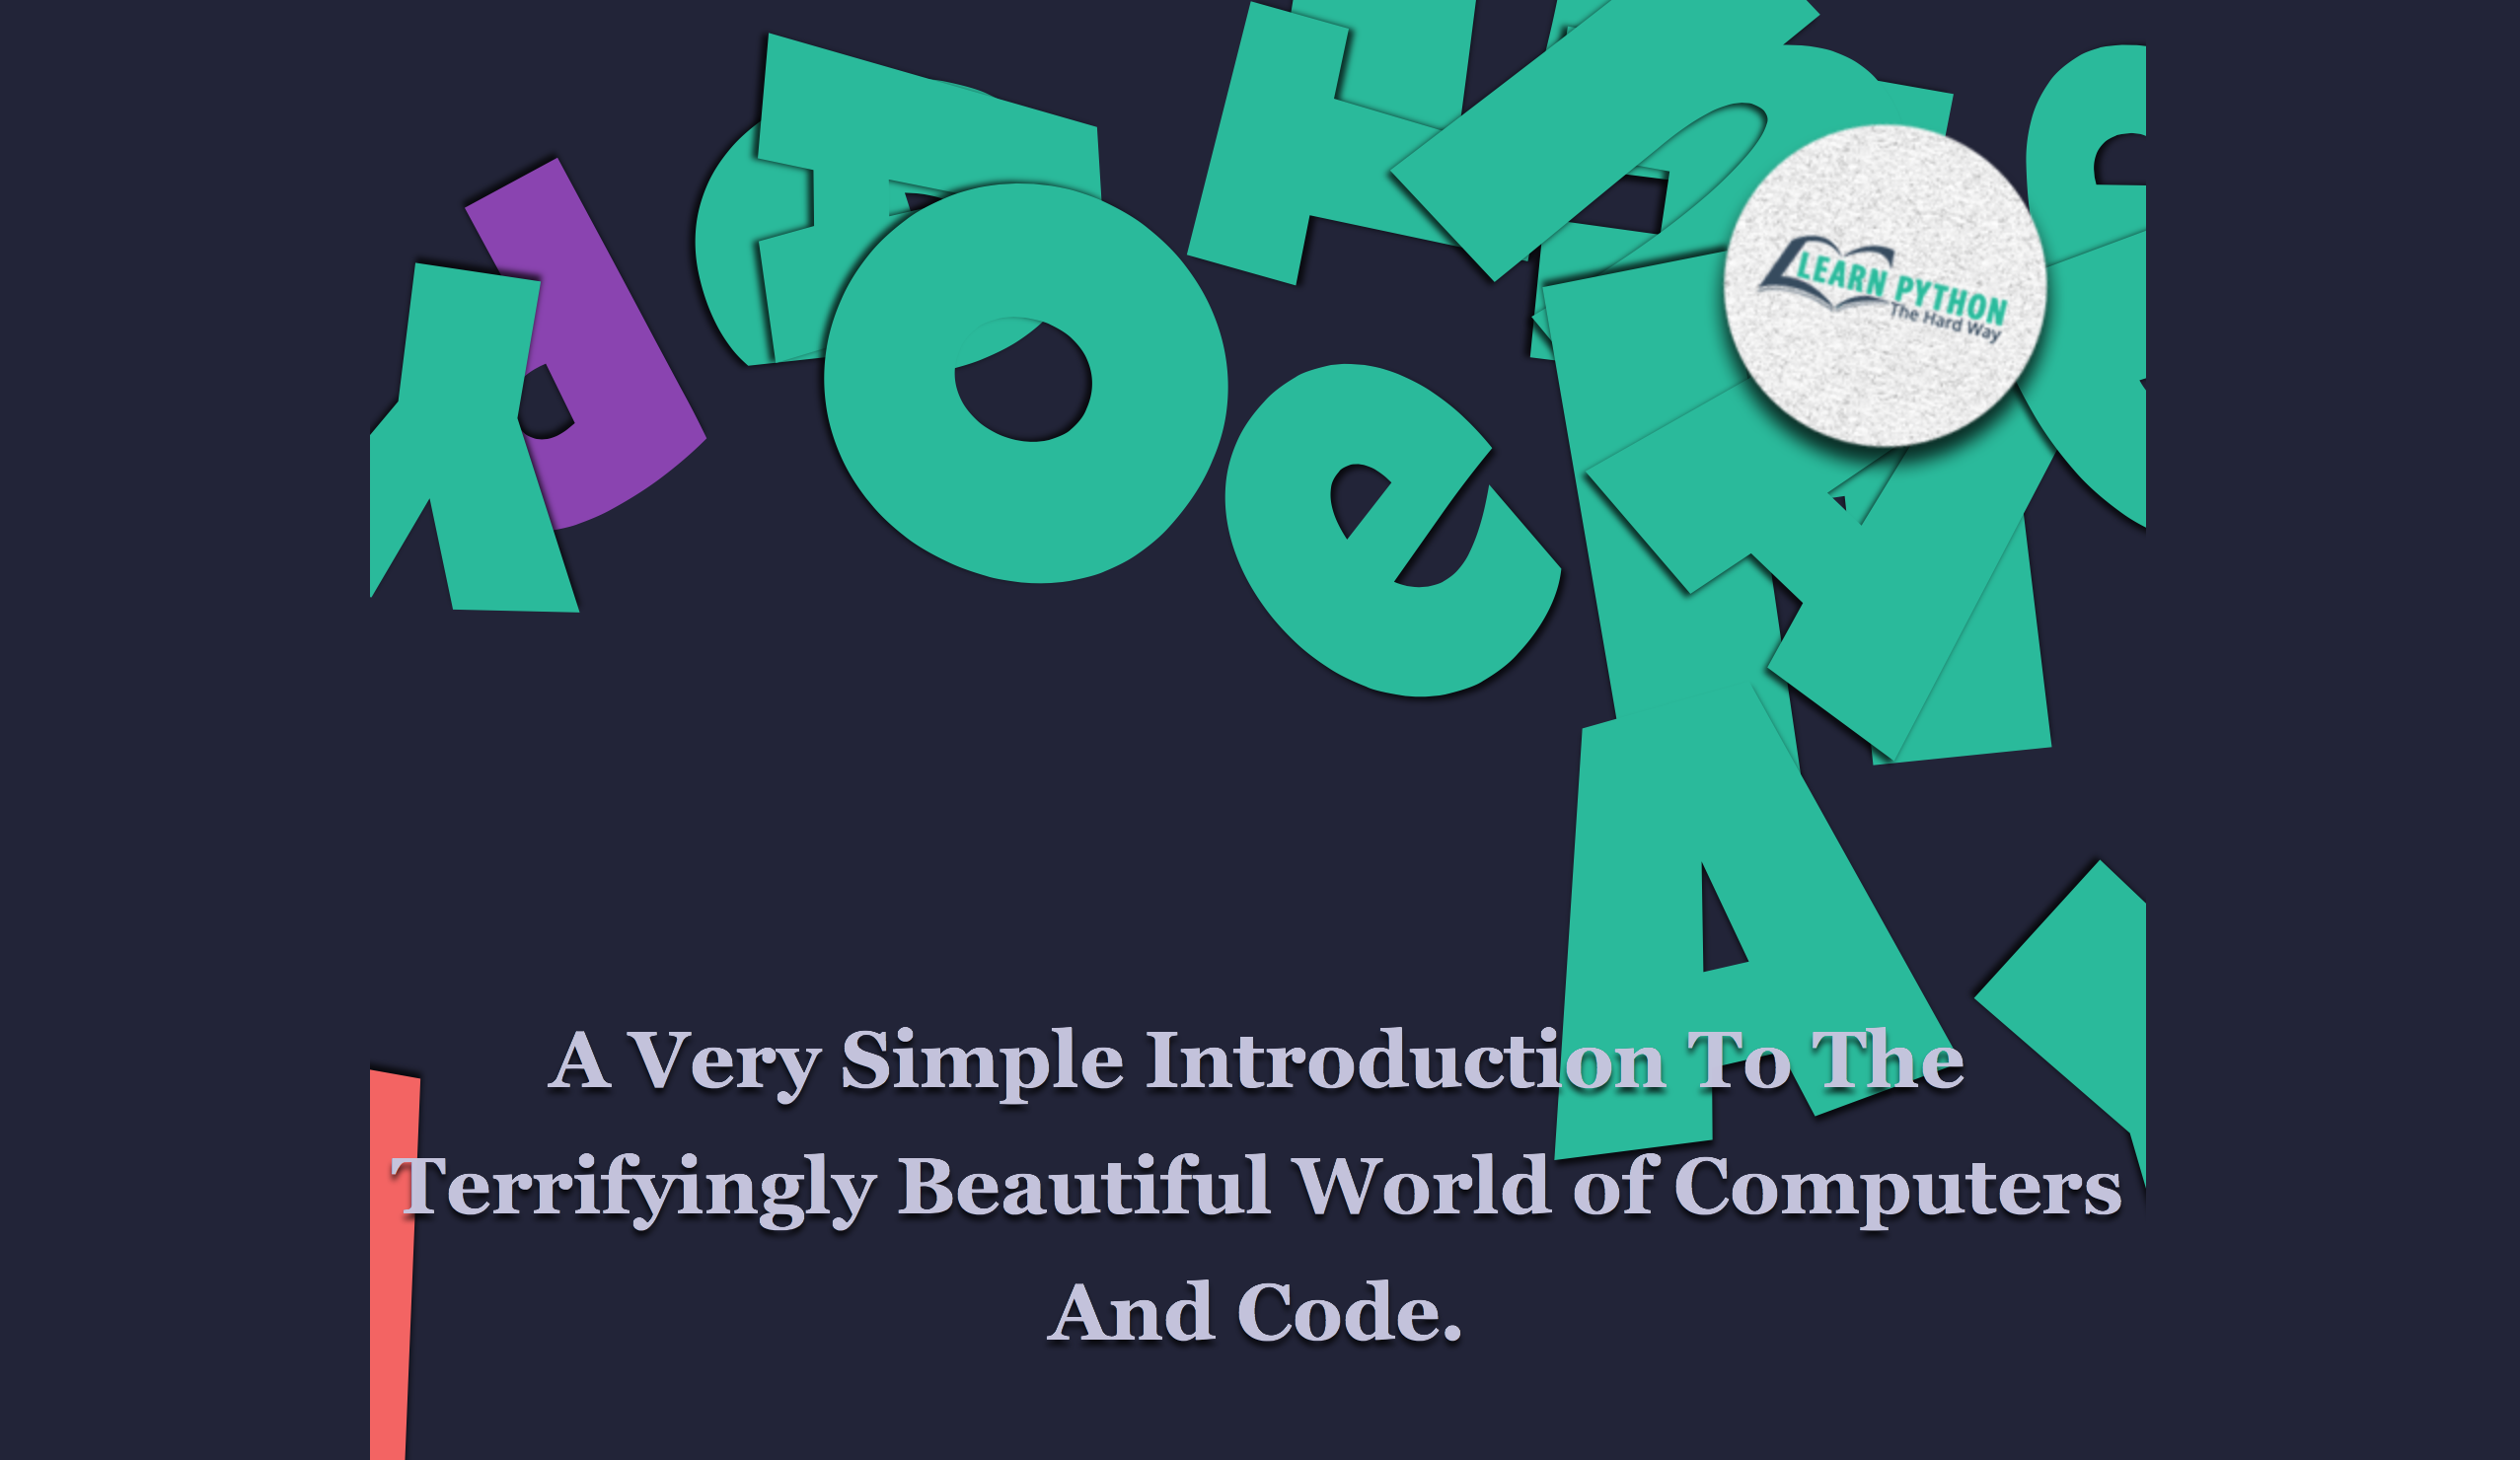 LEARN PYTHON
The Hard Way
A Very Simple Introduction To The
Terrifyingly Beautiful World of Computers
And Code.